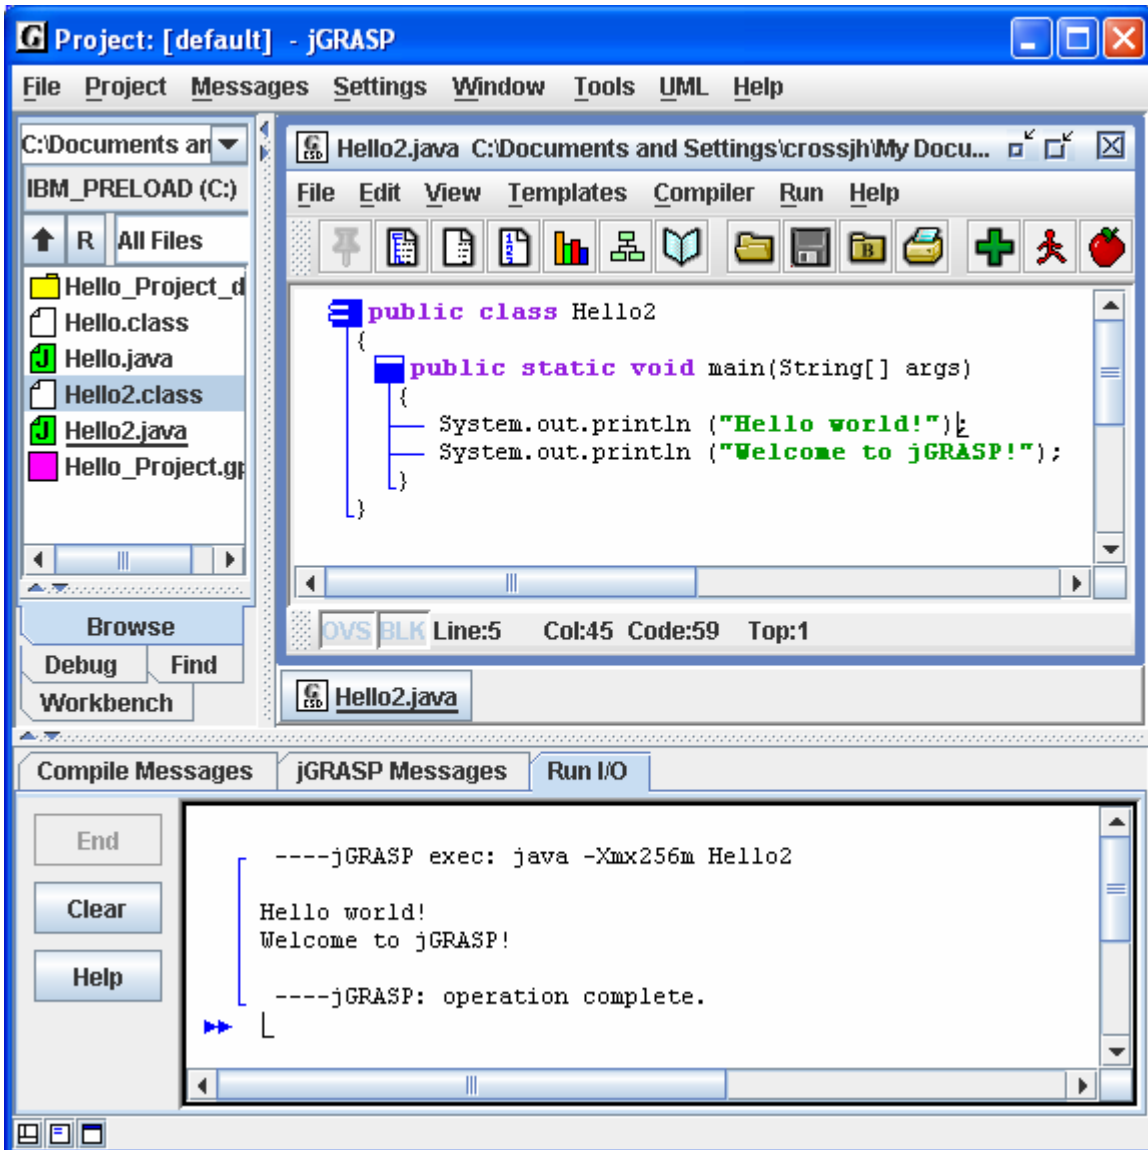 Project: [default] - jGRASP
File Project Messages Settings Window Tools UML Help
C:\Documents an
IBM_PRELOAD (C:)
R All Files
Hello_Project_d
Hello.class
Hello.java
Hello2.class
Hello2.java
Hello_Project.gp
Browse
Debug Find
Workbench
Hello2.java C:\Documents and Settings\crossjh\My Docu...
File Edit View Templates Compiler Run Help
public class Hello2
{
public static void main(String[] args)
{
System.out.println ("Hello world!");
System.out.println ("Welcome to jGRASP!");
}
}
OVS BLK Line:5 Col:45 Code:59 Top:1
Hello2.java
Compile Messages jGRASP Messages Run I/O
End
Clear
Help
----jGRASP exec: java -Xmx256m Hello2
Hello world!
Welcome to jGRASP!
----jGRASP: operation complete.